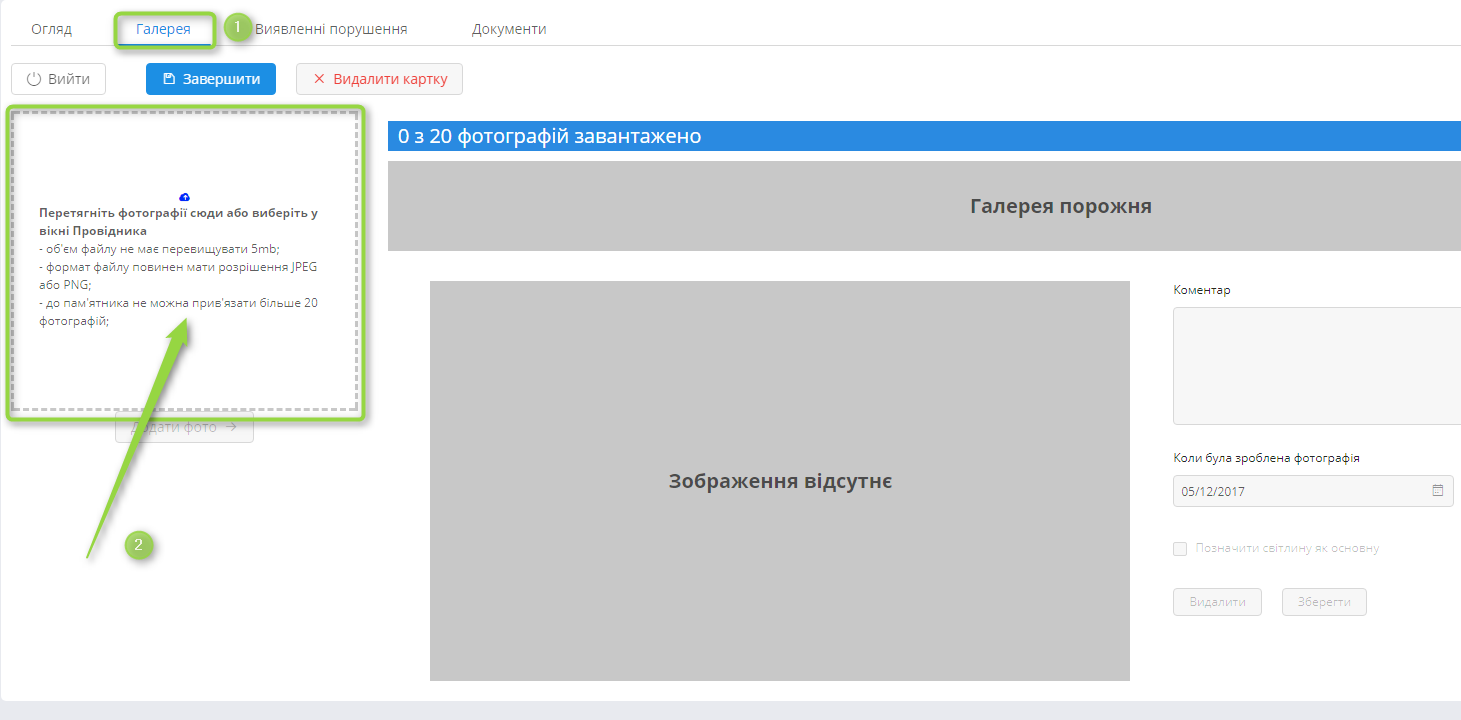 Огляд
Галерея
1
Виявленні порушення
Документи
Вийти
Завершити
Видалити картку
Перетягніть фотографії сюди або виберіть у
вікні Провідника
- об'єм файлу не має перевищувати 5mb;
- формат файлу повинен мати розрішення JPEG
або PNG;
- до пам'ятника не можна прив'язати більше 20
фотографій;
Додати фото
2
0 з 20 фотографій завантажено
Галерея порожня
Зображення відсутнє
Коментар
Коли була зроблена фотографія
05/12/2017
Позначити світлину як основну
Видалити
Зберегти